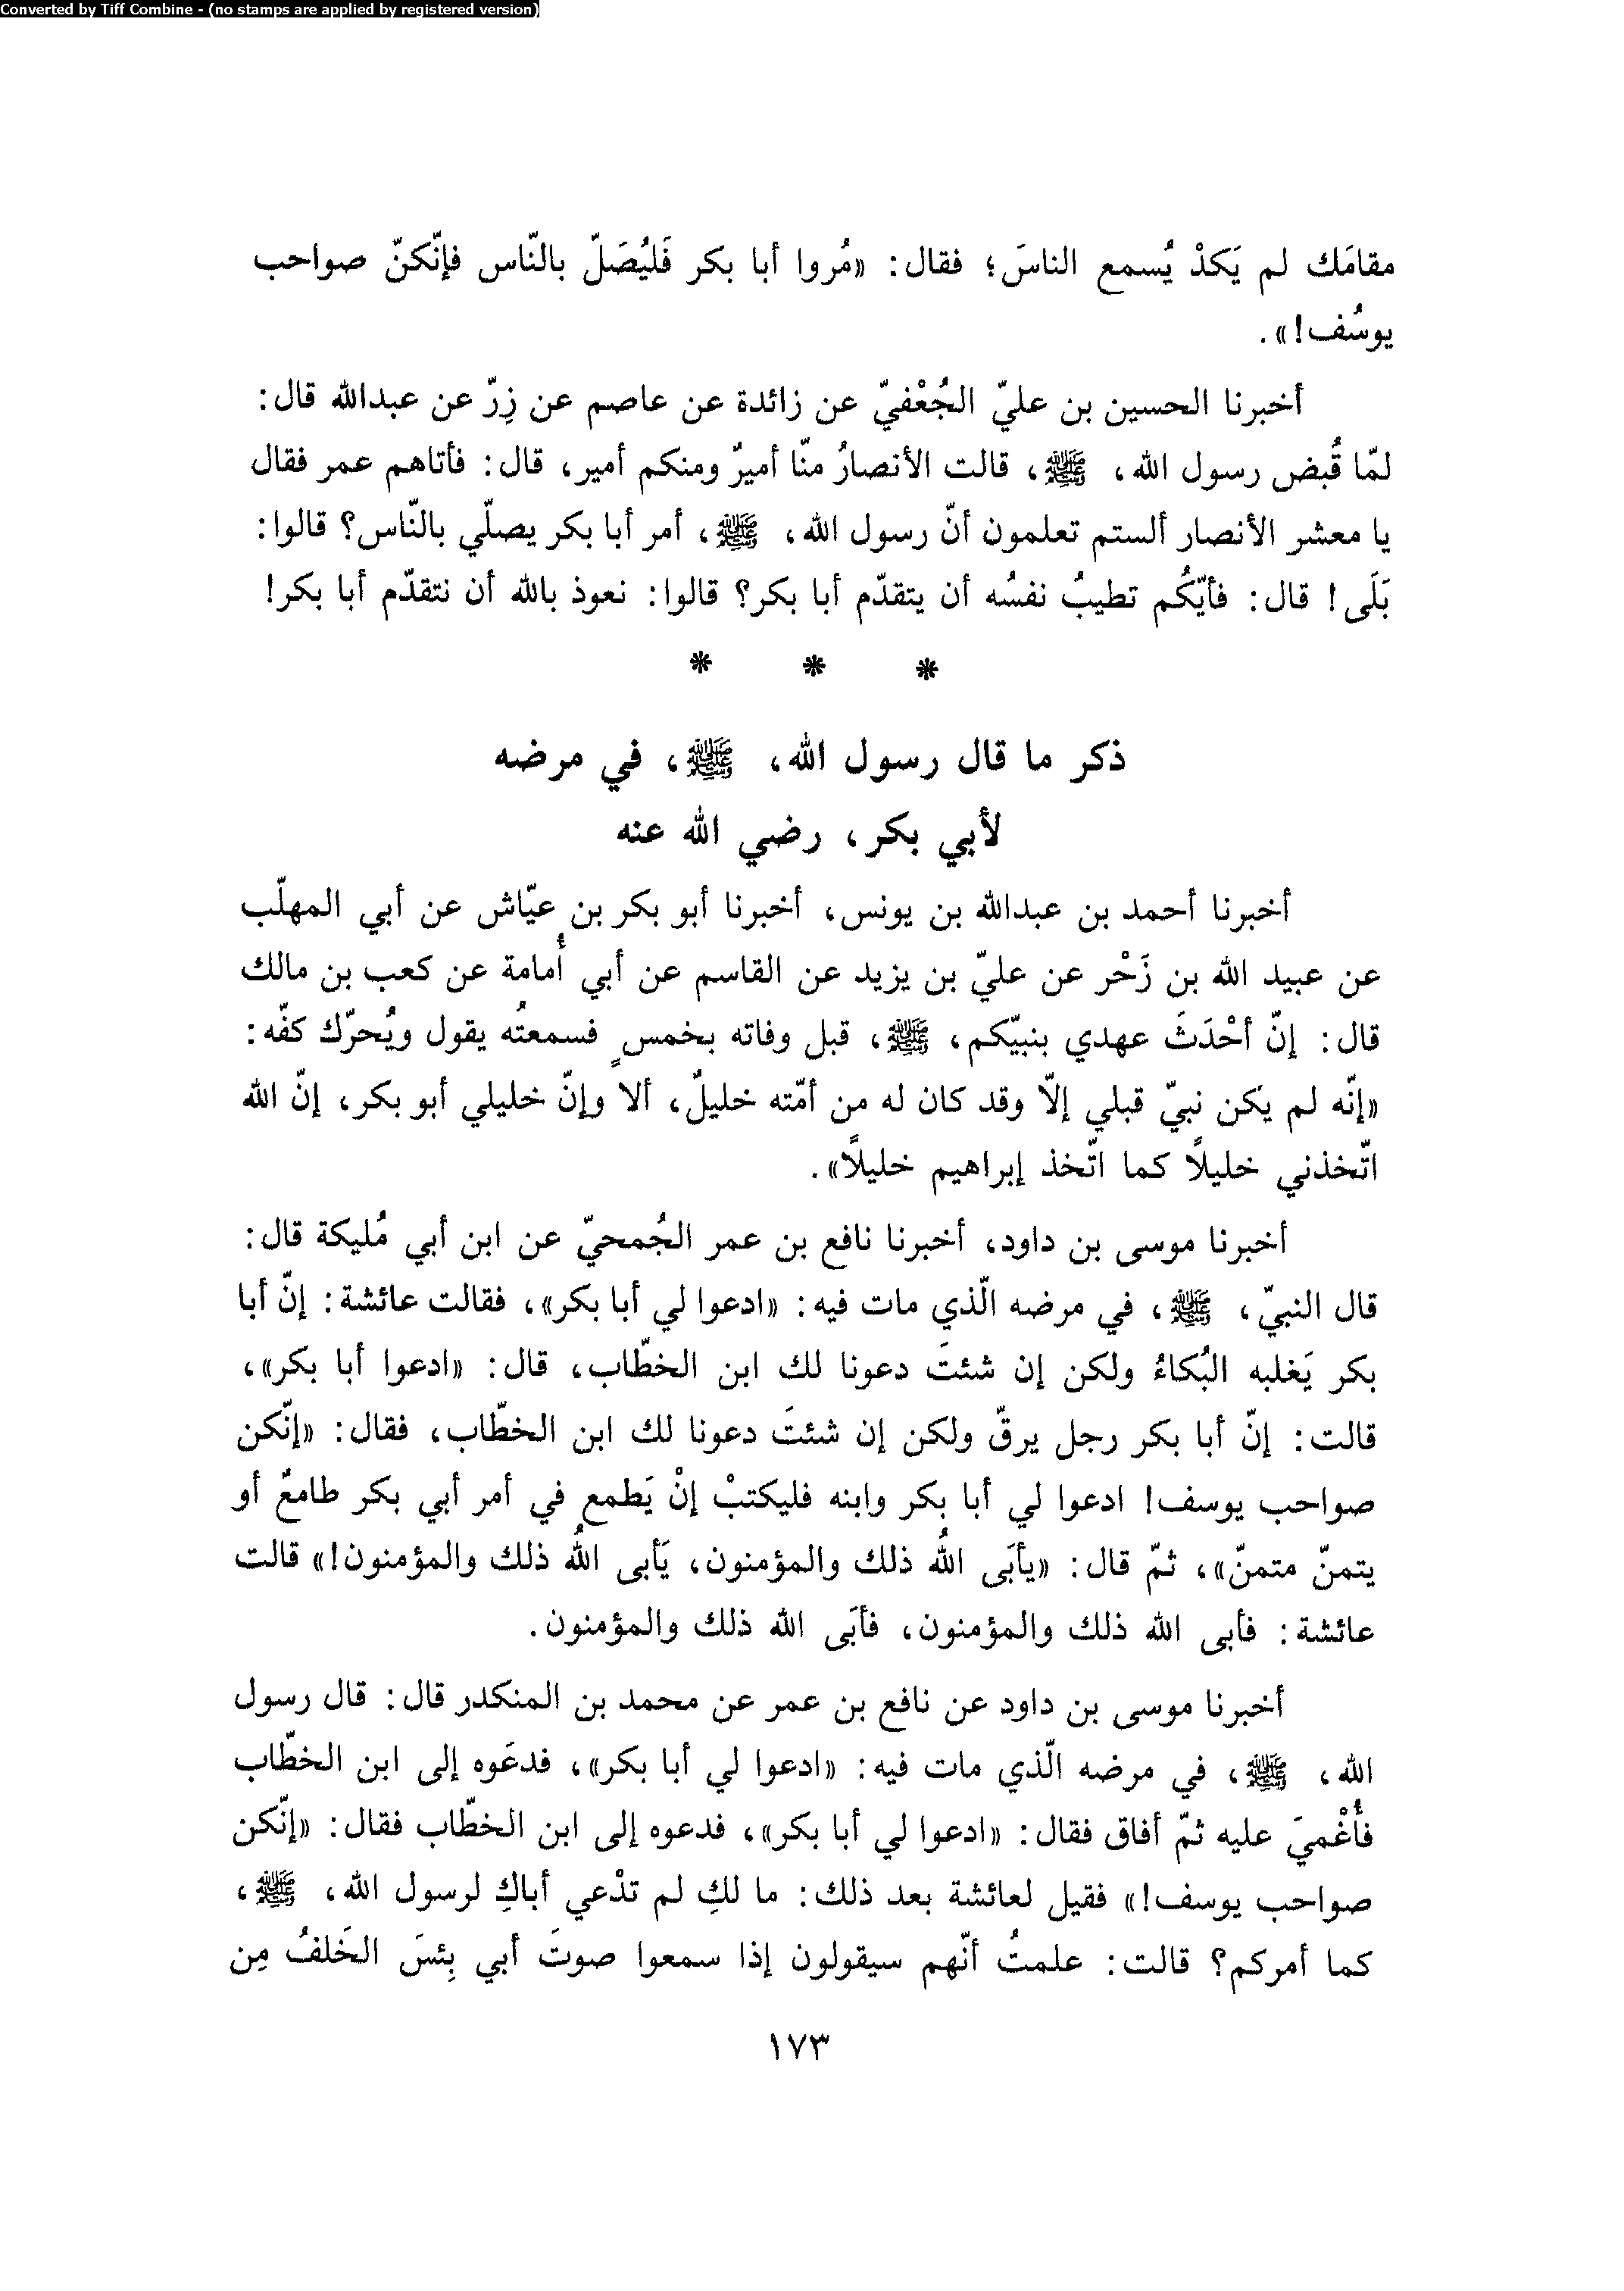 Converted by Tiff Combine - (no stamps are applied by registered version)
مقامَك لم يَكدْ يُسمع الناسَ؛ فقال: «مُروا أبا بكر فَليُصَلّ بالنّاس فإنّكنّ صواحب
يوسُف!».
أخبرنا الحسين بن عليّ الجُعْفيّ عن زائدة عن عاصم عن زِرّ عن عبدالله قال:
لمّا قُبض رسول الله، ﷺ، قالت الأنصارُ منّا أميرٌ ومنكم أمير، قال: فأتاهم عمر فقال
يا معشر الأنصار ألستم تعلمون أنّ رسول الله، ﷺ، أمر أبا بكر يصلّي بالنّاس؟ قالوا:
بَلَى! قال: فأيّكُم تطيبُ نفسُه أن يتقدّم أبا بكر؟ قالوا: نعوذ بالله أن نتقدّم أبا بكر!
* * *
ذكر ما قال رسول الله، ﷺ، في مرضه
لأبي بكر، رضي الله عنه
أخبرنا أحمد بن عبدالله بن يونس، أخبرنا أبو بكر بن عيّاش عن أبي المهلّب
عن عبيد الله بن زَحْر عن عليّ بن يزيد عن القاسم عن أبي أُمامة عن كعب بن مالك
قال: إنّ أحْدَثَ عهدي بنبيّكم، ﷺ، قبل وفاته بخمسٍ فسمعتُه يقول ويُحرّك كفّه:
«إنّه لم يكن نبيّ قبلي إلّا وقد كان له من أمّته خليلٌ، ألا وإنّ خليلي أبو بكر، إنّ الله
اتّخذني خليلاً كما اتّخذ إبراهيم خليلاً».
أخبرنا موسى بن داود، أخبرنا نافع بن عمر الجُمحيّ عن ابن أبي مُليكة قال:
قال النبيّ، ﷺ، في مرضه الّذي مات فيه: «ادعوا لي أبا بكر»، فقالت عائشة: إنّ أبا
بكر يَغلبه البُكاءُ ولكن إن شئتَ دعونا لك ابن الخطّاب، قال: «ادعوا أبا بكر»،
قالت: إنّ أبا بكر رجل يرقّ ولكن إن شئتَ دعونا لك ابن الخطّاب، فقال: «إنّكن
صواحب يوسف! ادعوا لي أبا بكر وابنه فليكتبْ إنْ يَطمع في أمر أبي بكر طامعٌ أو
يتمنّ متمنّ»، ثمّ قال: «يأبَى اللهُ ذلك والمؤمنون، يَأبى اللهُ ذلك والمؤمنون!» قالت
عائشة: فأبى الله ذلك والمؤمنون، فأبَى الله ذلك والمؤمنون.
أخبرنا موسى بن داود عن نافع بن عمر عن محمد بن المنكدر قال: قال رسول
الله، ﷺ، في مرضه الّذي مات فيه: «ادعوا لي أبا بكر»، فدعَوه إلى ابن الخطّاب
فأُغْميَ عليه ثمّ أفاق فقال: «ادعوا لي أبا بكر»، فدعوه إلى ابن الخطّاب فقال: «إنّكن
صواحب يوسف!» فقيل لعائشة بعد ذلك: ما لكِ لم تدْعي أباكِ لرسول الله، ﷺ،
كما أمركم؟ قالت: علمتُ أنّهم سيقولون إذا سمعوا صوتَ أبي بِئسَ الخَلفُ مِن
١٧٣